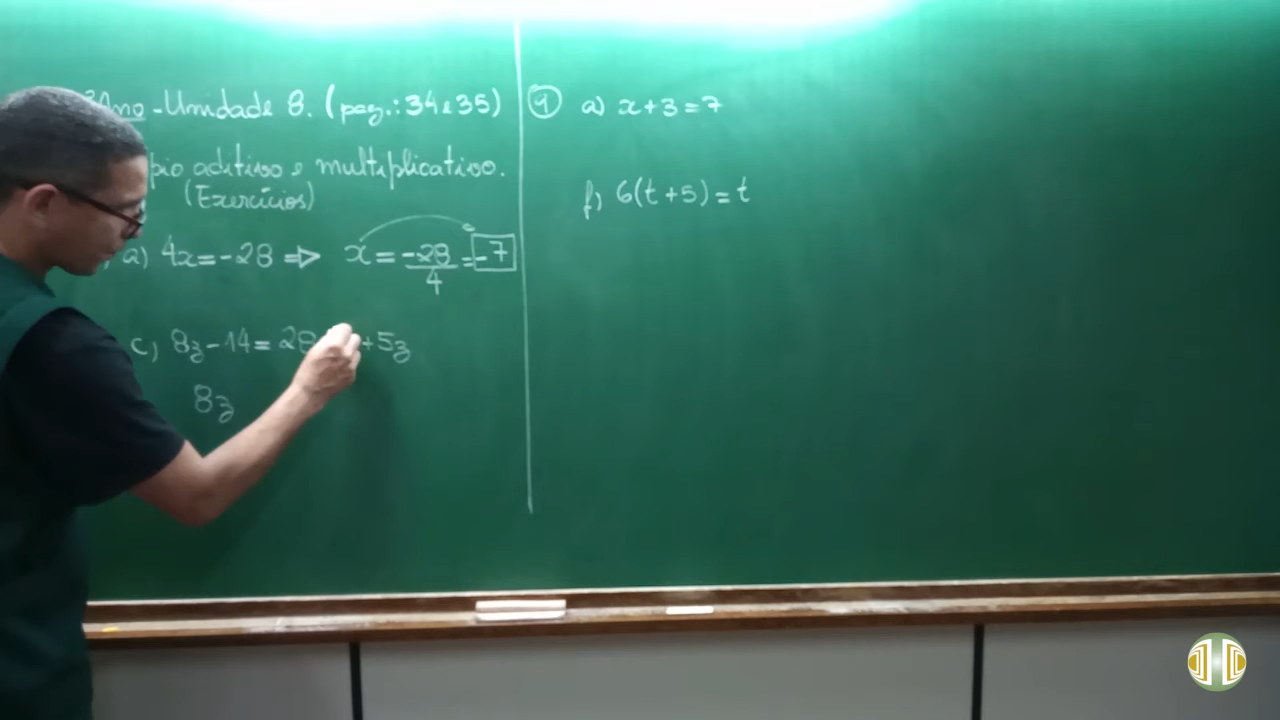 Ano - Unidade 8. (pag.: 34 e 35)
pio aditivo e multiplicativo.
(Exercícios)
a) 4x = -28 ⇒ x = -28/4 = -7
c) 8z - 14 = 28 + 5z
8z
9 a) x + 3 = 7
f) 6(t + 5) = t